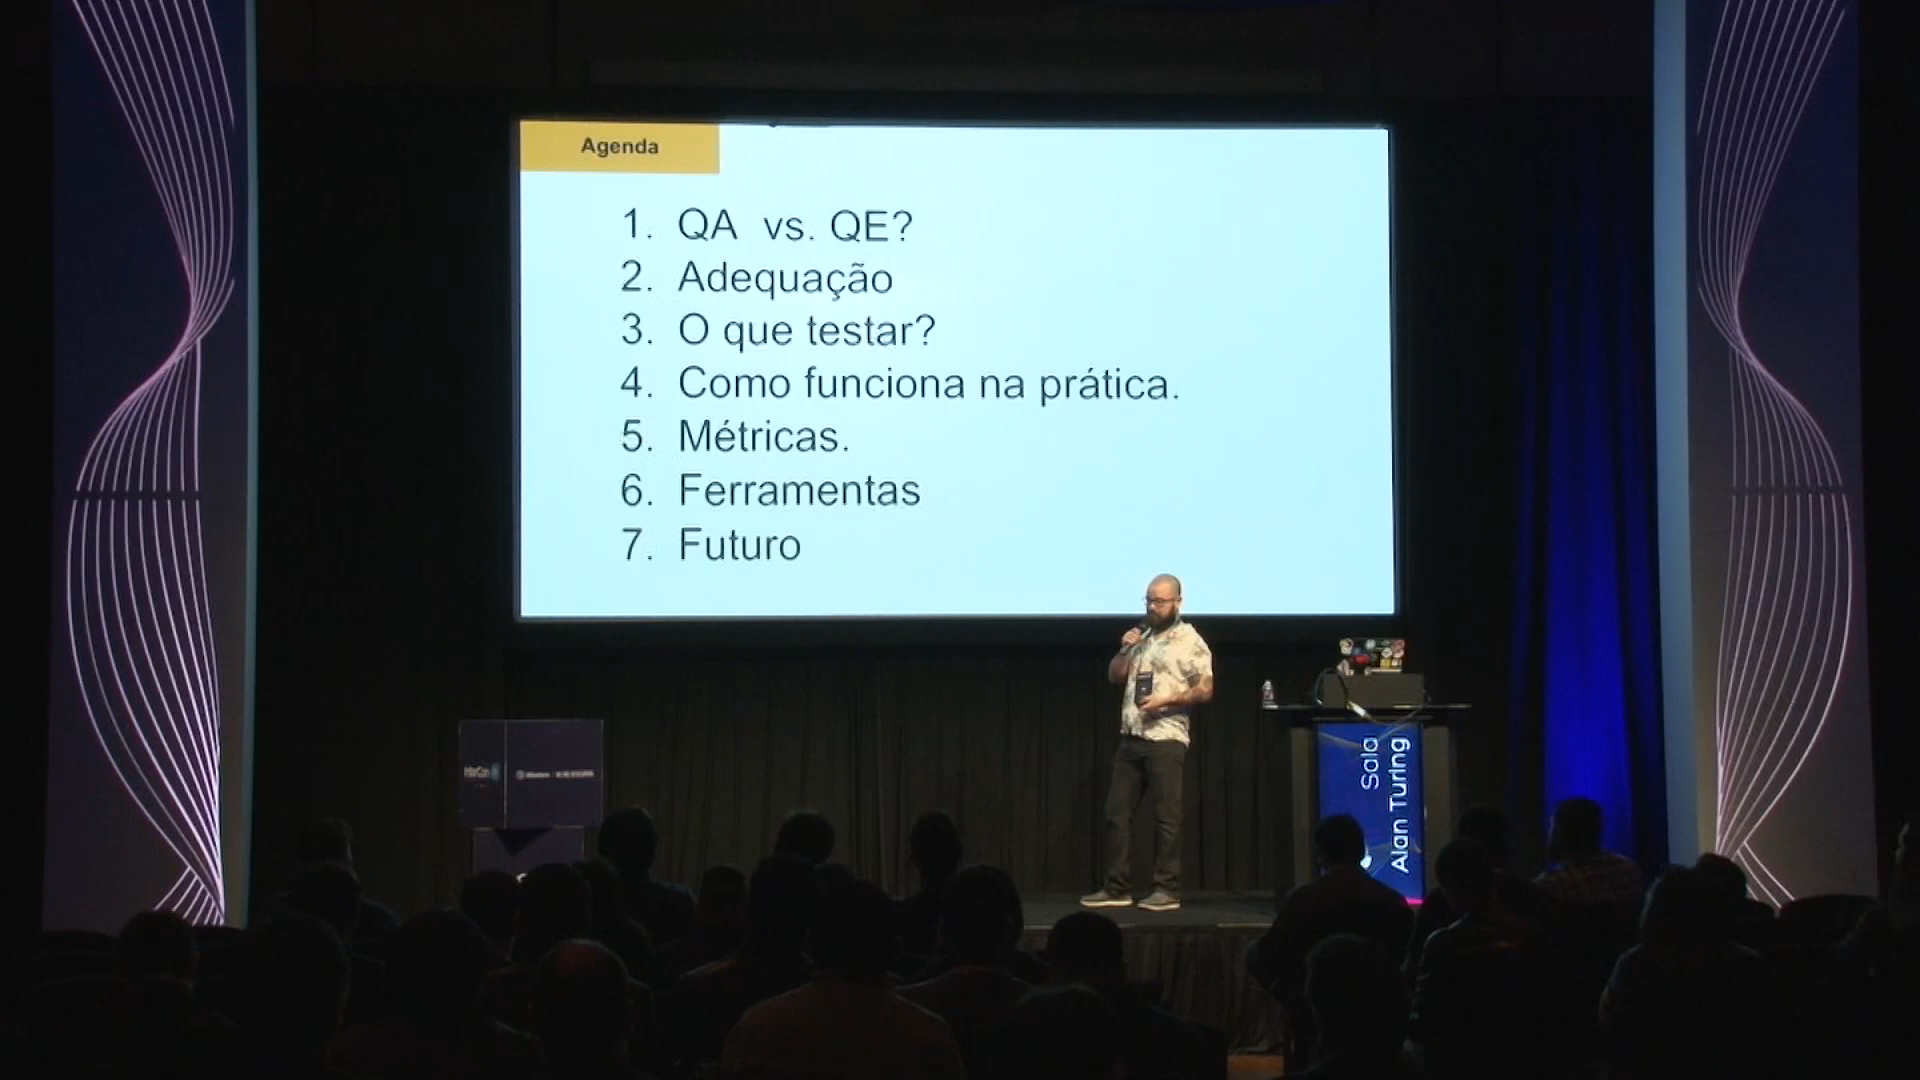 Agenda
1. QA vs. QE?
2. Adequação
3. O que testar?
4. Como funciona na prática.
5. Métricas.
6. Ferramentas
7. Futuro
Sala
Alan Turing